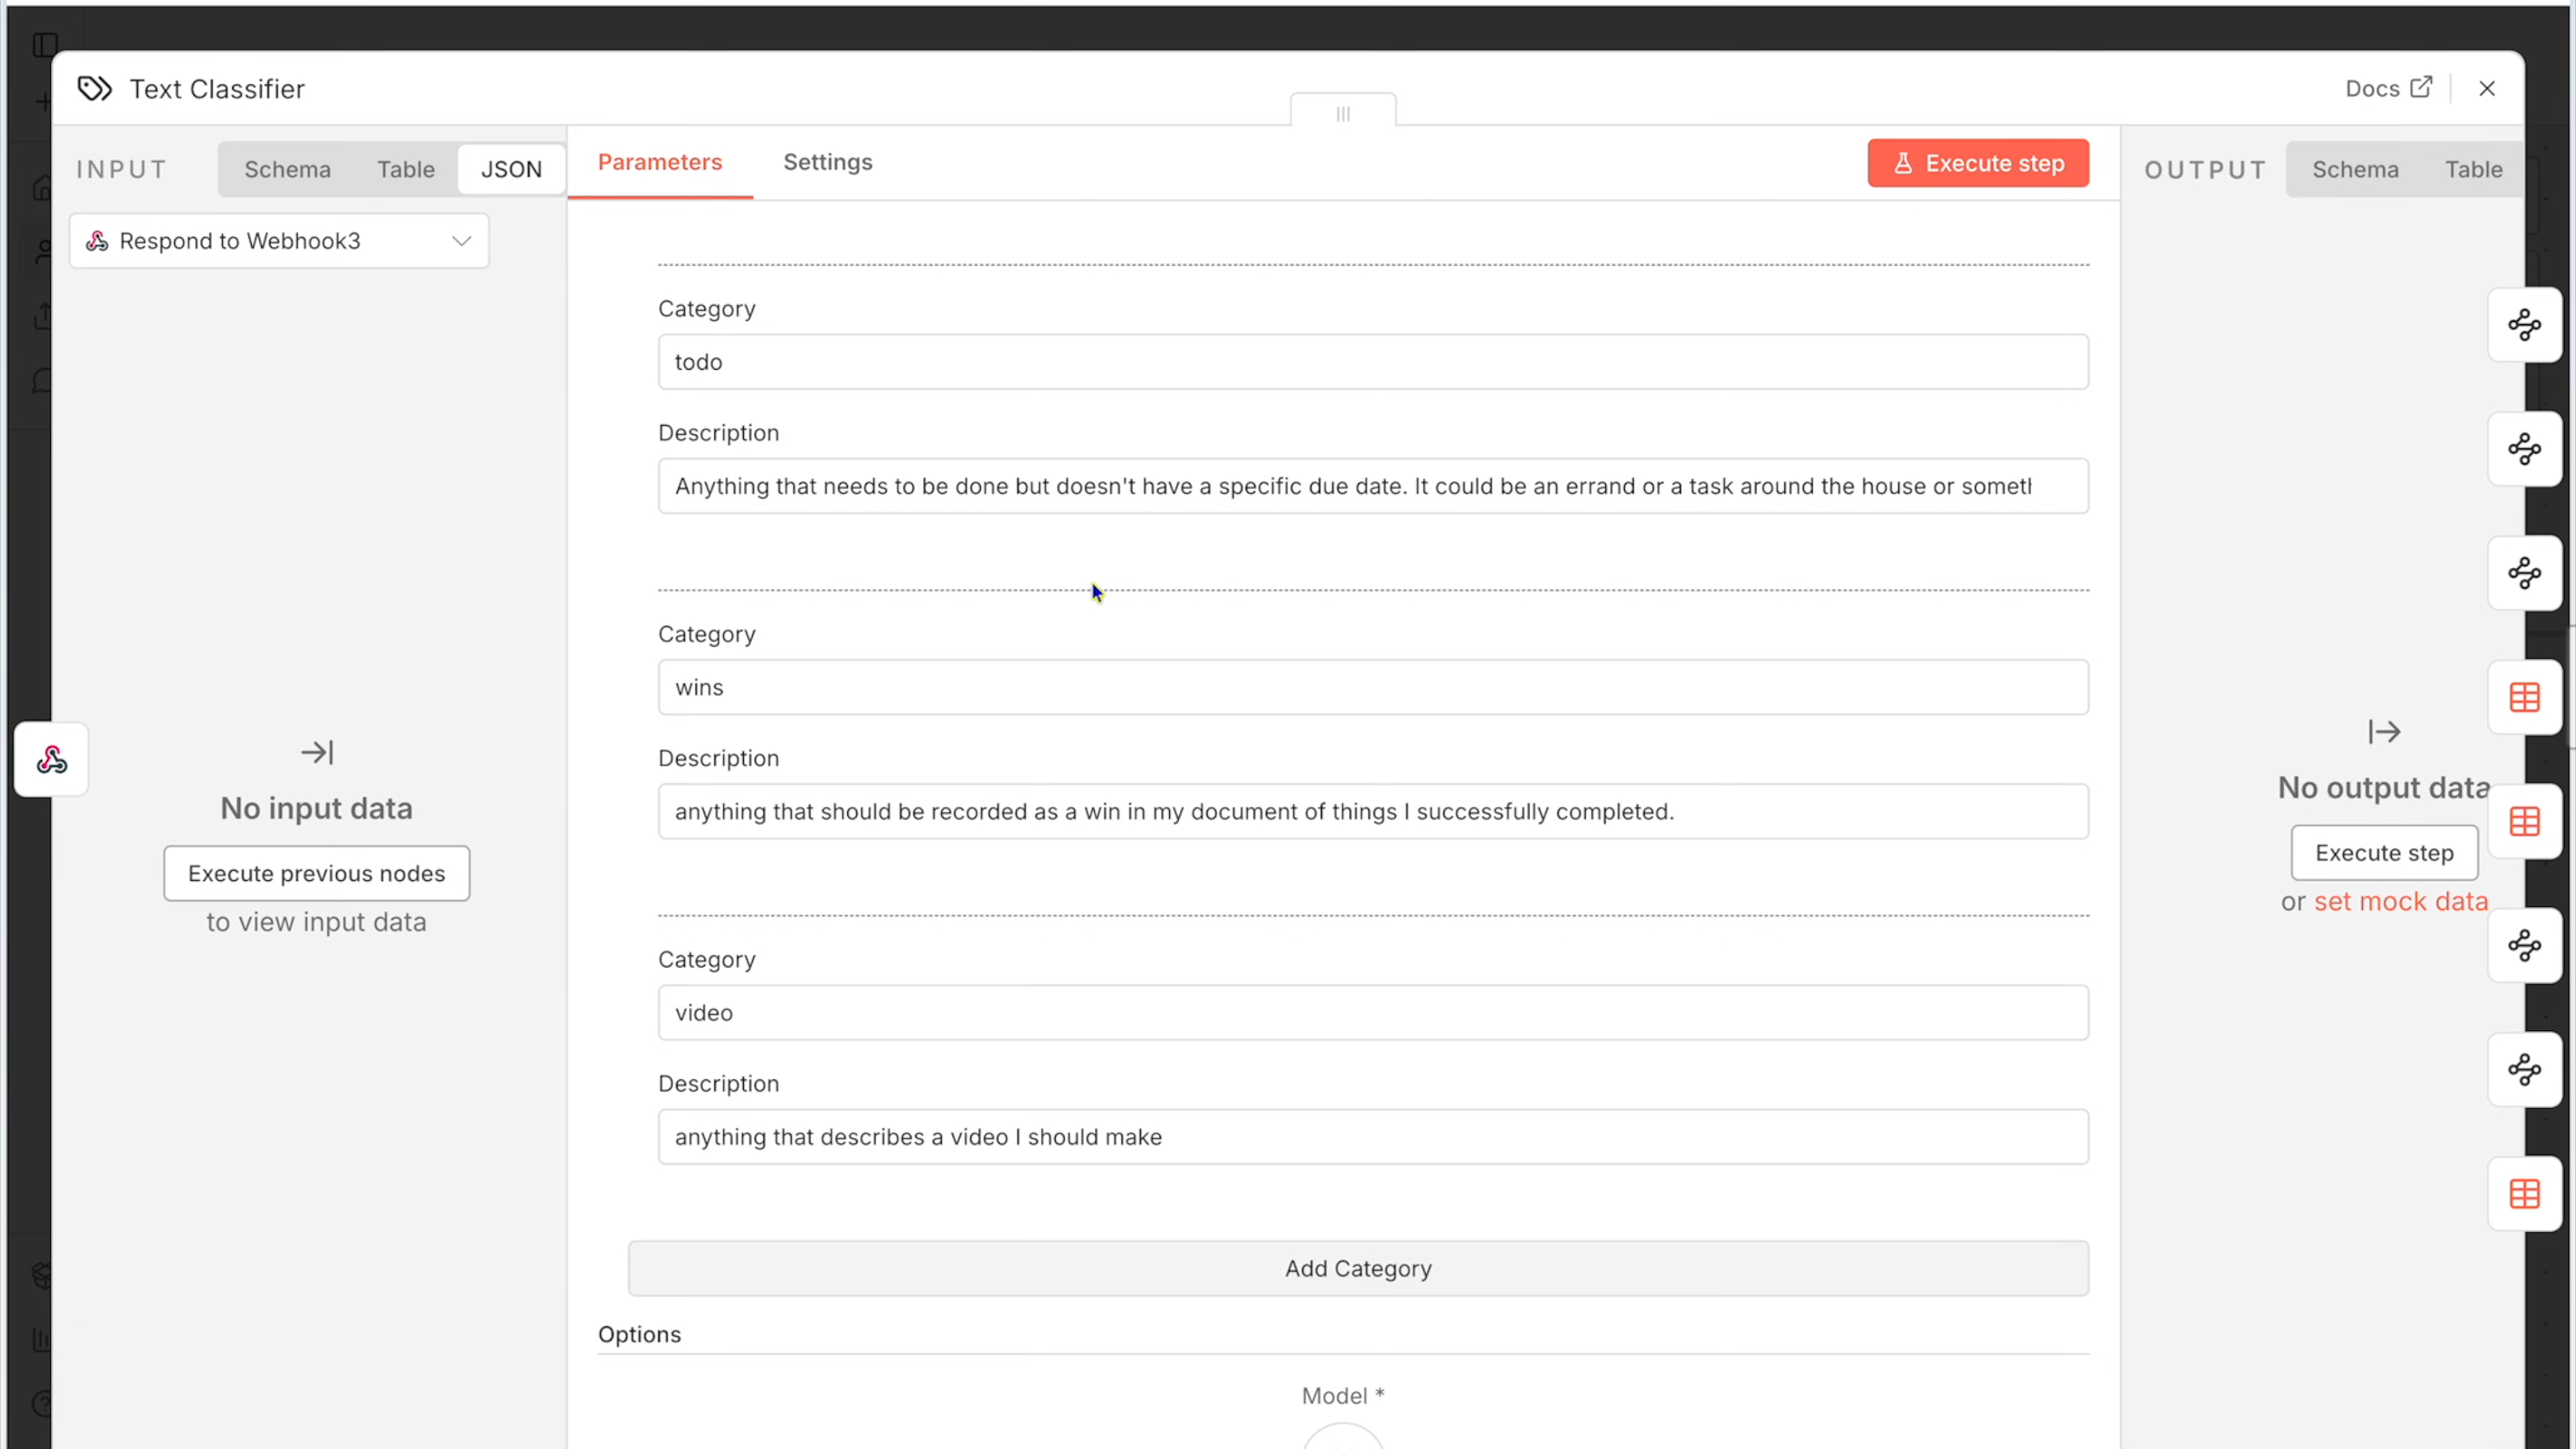 Text Classifier
Docs
INPUT
Schema
Table
JSON
Parameters
Settings
Execute step
OUTPUT
Schema
Table
Respond to Webhook3
Category
todo
Description
Anything that needs to be done but doesn't have a specific due date. It could be an errand or a task around the house or
Category
wins
Description
anything that should be recorded as a win in my document of things I successfully completed.
No input data
Execute previous nodes
to view input data
No output data
Execute step
or set mock data
Category
video
Description
anything that describes a video I should make
Add Category
Options
Model *